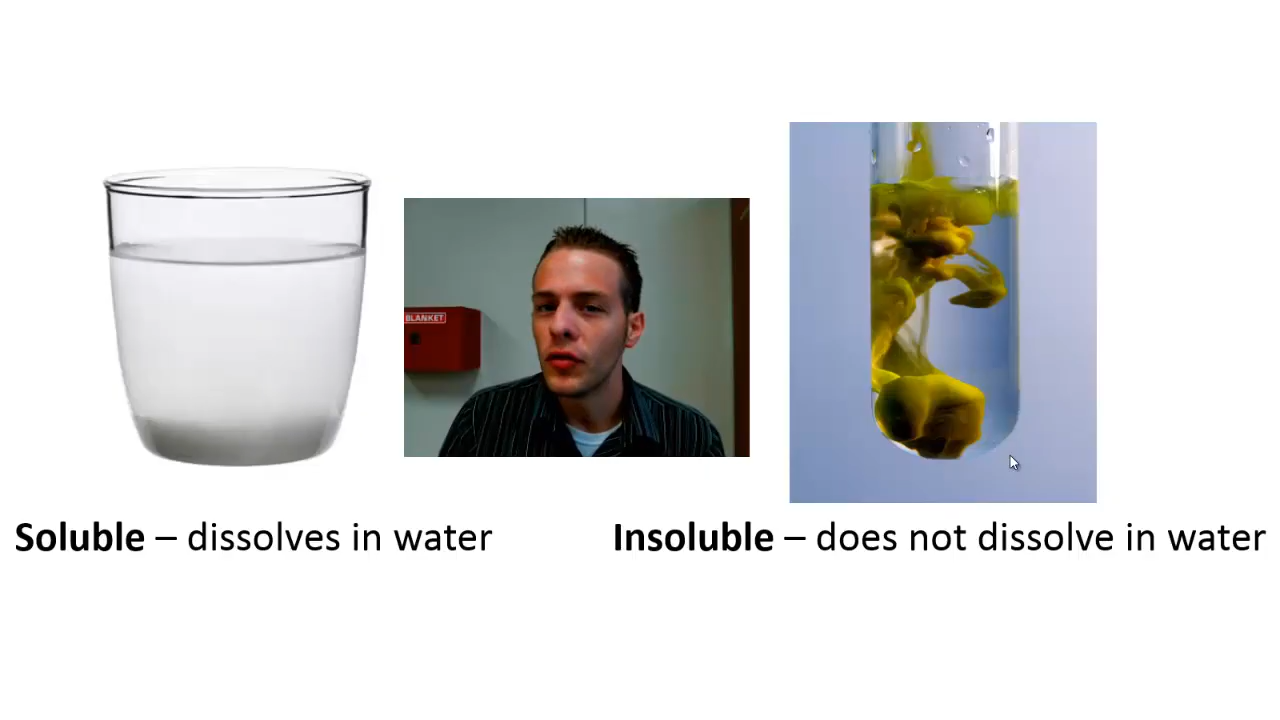 BLANKET
Soluble – dissolves in water
Insoluble – does not dissolve in water